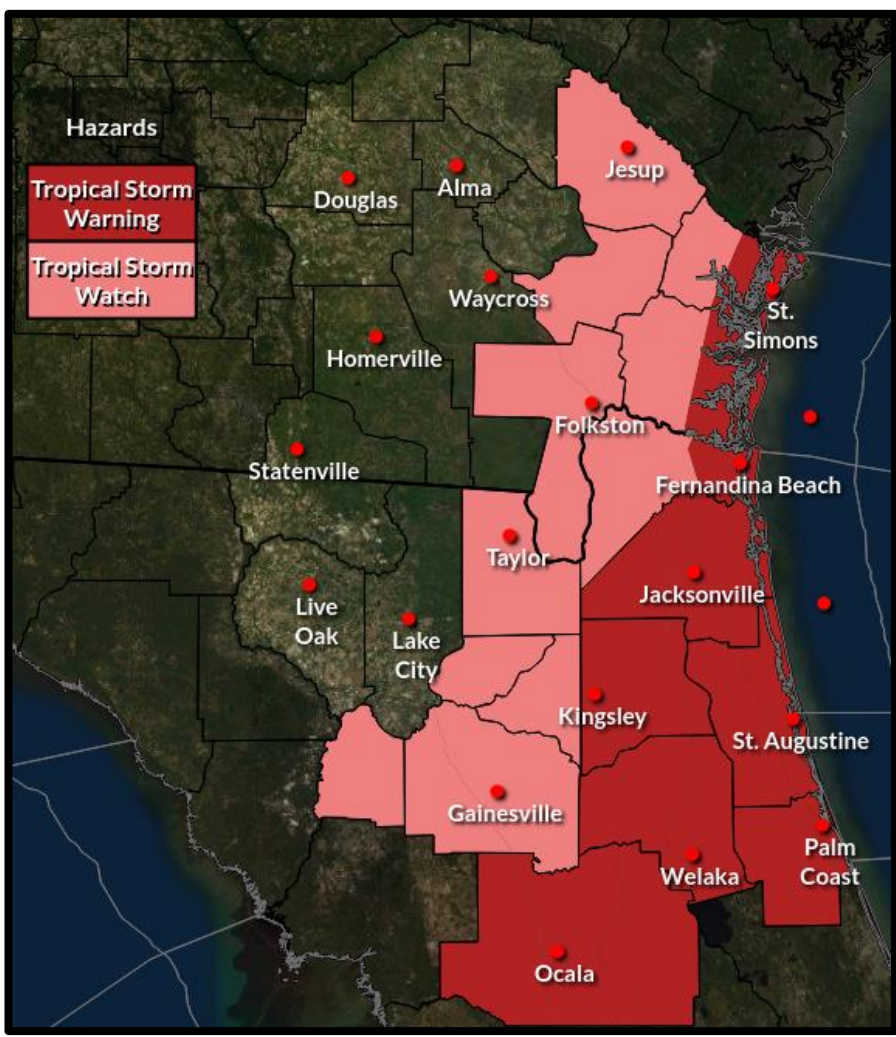 Hazards
Tropical Storm
Warning
Tropical Storm
Watch
Jesup
Douglas
Alma
Waycross
St.
Simons
Homerville
Folkston
Statenville
Fernandina Beach
Taylor
Jacksonville
Live
Oak
Lake
City
Kingsley
St. Augustine
Gainesville
Palm
Coast
Welaka
Ocala